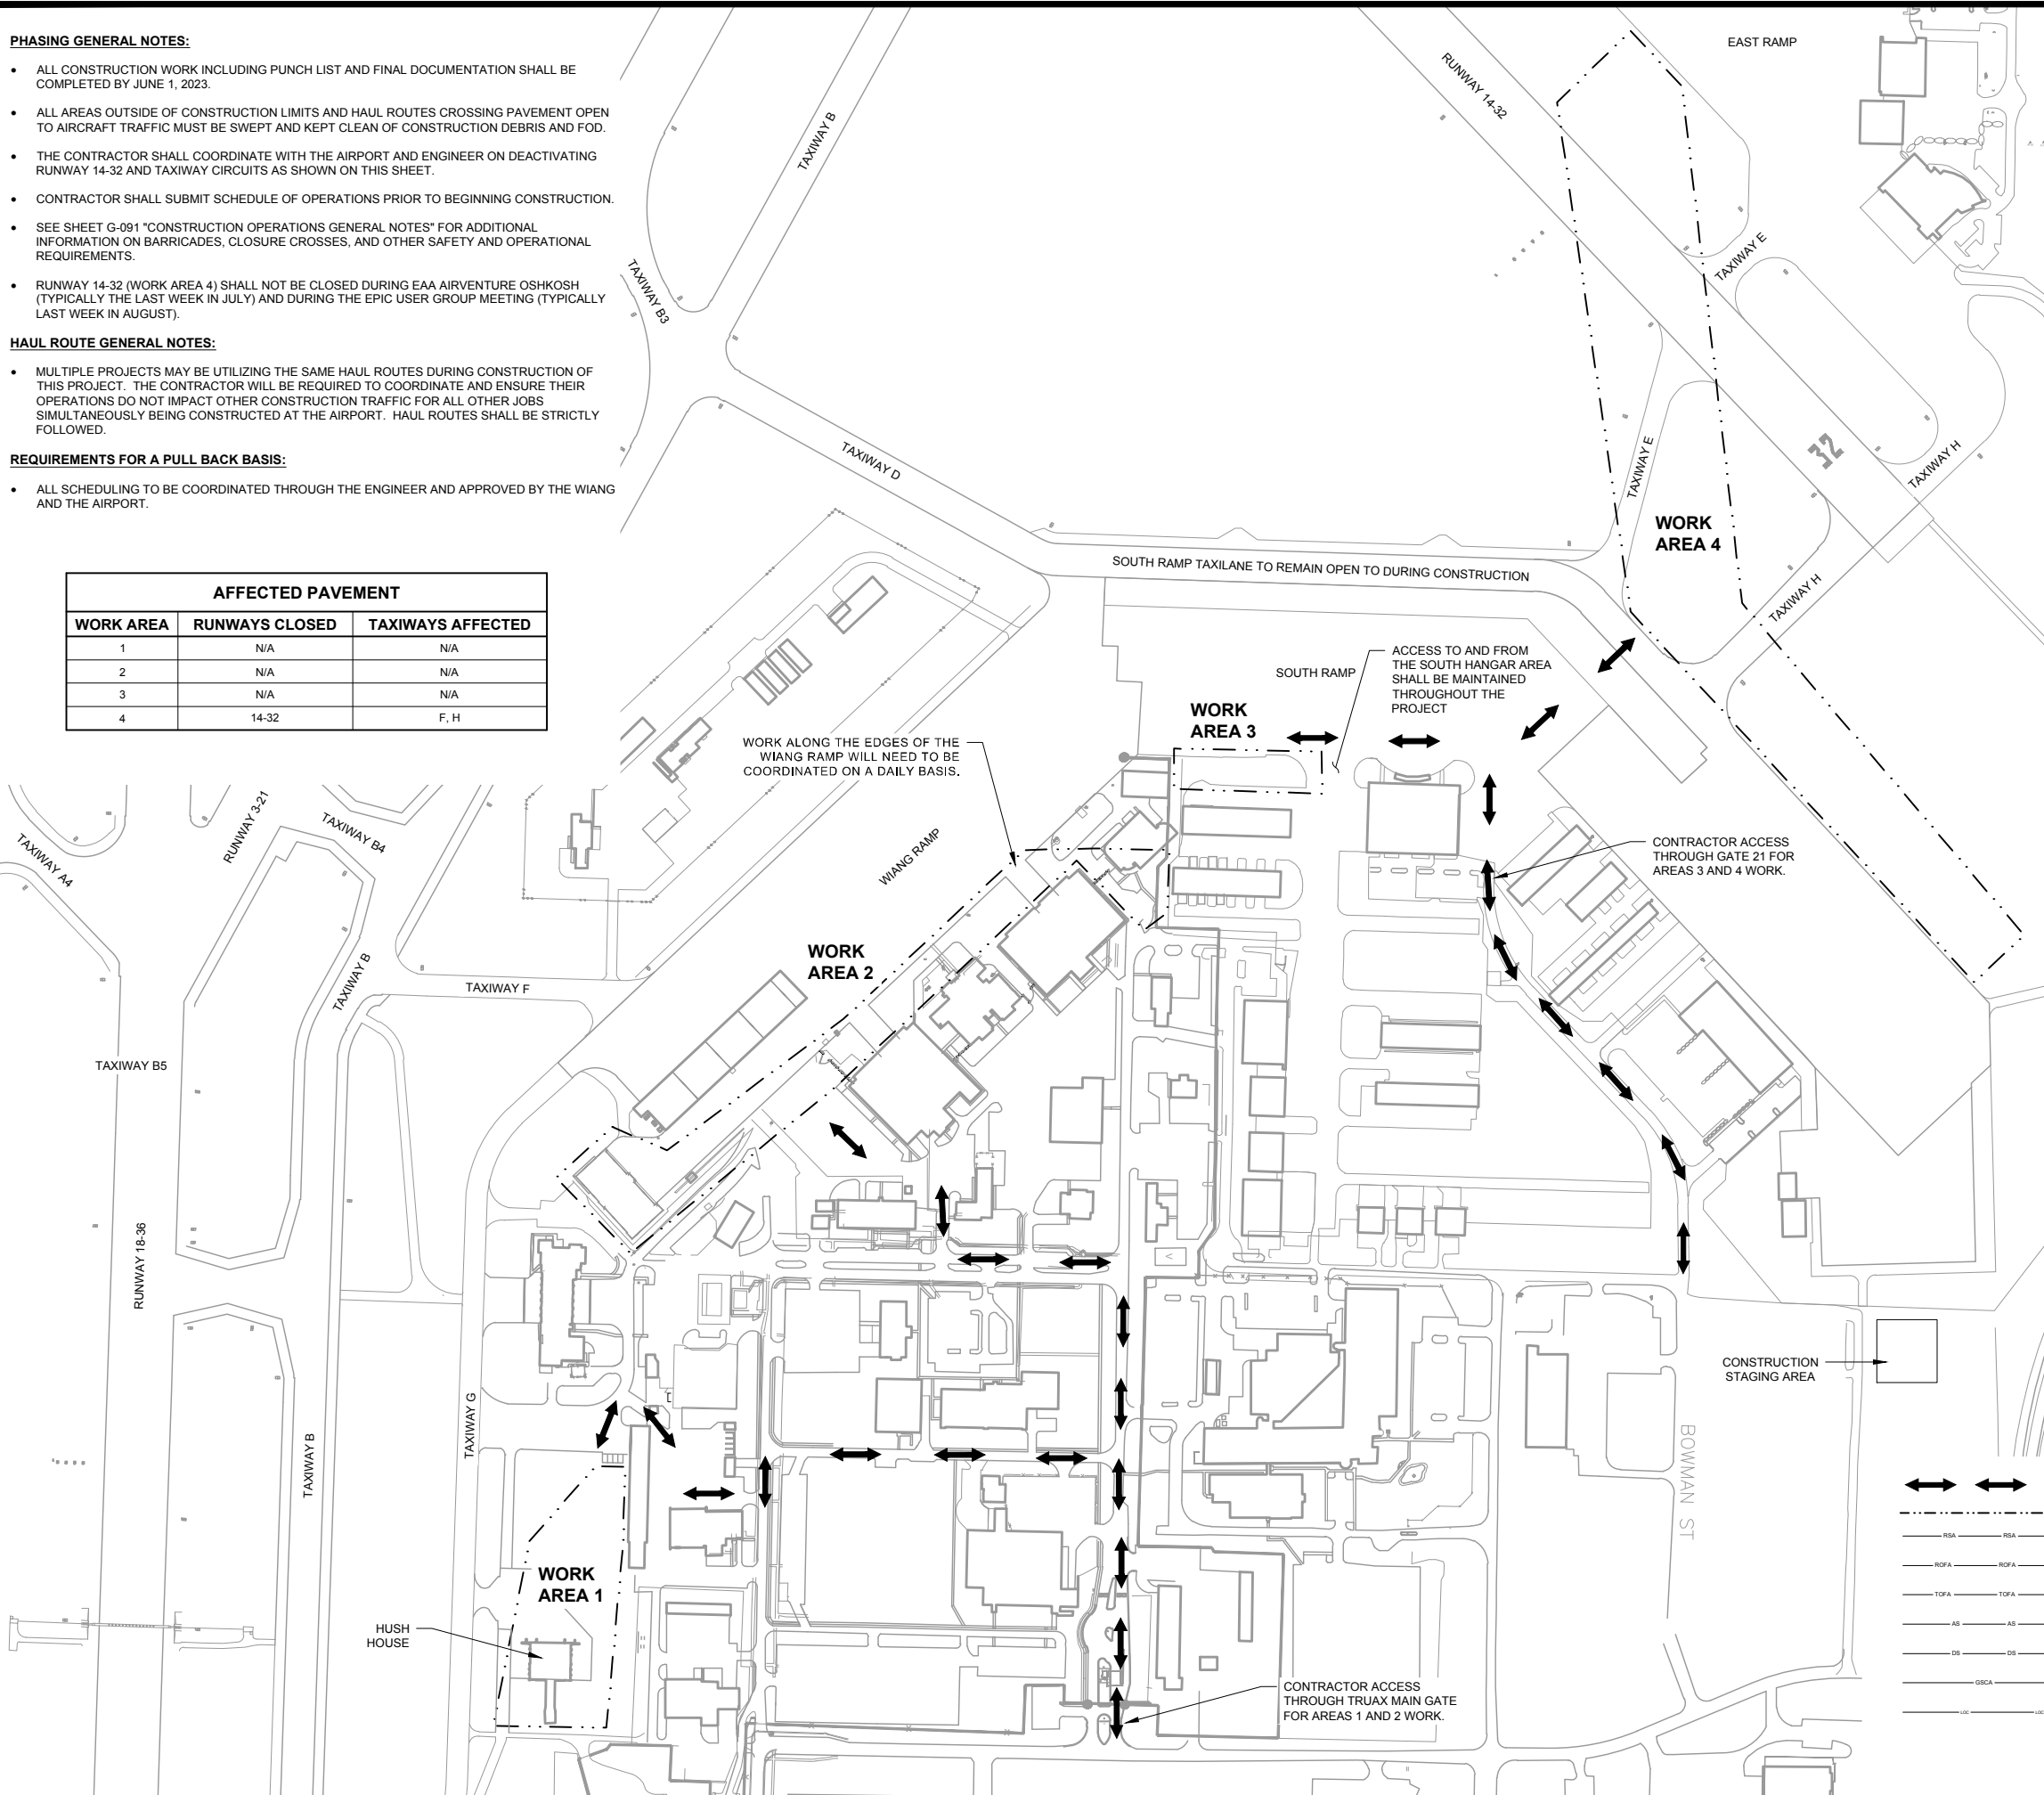 PHASING GENERAL NOTES:
• ALL CONSTRUCTION WORK INCLUDING PUNCH LIST AND FINAL DOCUMENTATION SHALL BE
COMPLETED BY JUNE 1, 2023.
• ALL AREAS OUTSIDE OF CONSTRUCTION LIMITS AND HAUL ROUTES CROSSING PAVEMENT OPEN
TO AIRCRAFT TRAFFIC MUST BE SWEPT AND KEPT CLEAN OF CONSTRUCTION DEBRIS AND FOD.
• THE CONTRACTOR SHALL COORDINATE WITH THE AIRPORT AND ENGINEER ON DEACTIVATING
RUNWAY 14-32 AND TAXIWAY CIRCUITS AS SHOWN ON THIS SHEET.
• CONTRACTOR SHALL SUBMIT SCHEDULE OF OPERATIONS PRIOR TO BEGINNING CONSTRUCTION.
• SEE SHEET G-091 "CONSTRUCTION OPERATIONS GENERAL NOTES" FOR ADDITIONAL
INFORMATION ON BARRICADES, CLOSURE CROSSES, AND OTHER SAFETY AND OPERATIONAL
REQUIREMENTS.
• RUNWAY 14-32 (WORK AREA 4) SHALL NOT BE CLOSED DURING EAA AIRVENTURE OSHKOSH
(TYPICALLY THE LAST WEEK IN JULY) AND DURING THE EPIC USER GROUP MEETING (TYPICALLY
LAST WEEK IN AUGUST).
HAUL ROUTE GENERAL NOTES:
• MULTIPLE PROJECTS MAY BE UTILIZING THE SAME HAUL ROUTES DURING CONSTRUCTION OF
THIS PROJECT. THE CONTRACTOR WILL BE REQUIRED TO COORDINATE AND ENSURE THEIR
OPERATIONS DO NOT IMPACT OTHER CONSTRUCTION TRAFFIC FOR ALL OTHER JOBS
SIMULTANEOUSLY BEING CONSTRUCTED AT THE AIRPORT. HAUL ROUTES SHALL BE STRICTLY
FOLLOWED.
REQUIREMENTS FOR A PULL BACK BASIS:
• ALL SCHEDULING TO BE COORDINATED THROUGH THE ENGINEER AND APPROVED BY THE WIANG
AND THE AIRPORT.
AFFECTED PAVEMENT
WORK AREA RUNWAYS CLOSED TAXIWAYS AFFECTED
1 N/A N/A
2 N/A N/A
3 N/A N/A
4 14-32 F, H
EAST RAMP
RUNWAY 14-32
TAXIWAY B
TAXIWAY B3
TAXIWAY E
TAXIWAY D
TAXIWAY E
32
TAXIWAY H
WORK
AREA 4
SOUTH RAMP TAXILANE TO REMAIN OPEN TO DURING CONSTRUCTION
TAXIWAY H
SOUTH RAMP
ACCESS TO AND FROM
THE SOUTH HANGAR AREA
SHALL BE MAINTAINED
THROUGHOUT THE
PROJECT
WORK
AREA 3
WORK ALONG THE EDGES OF THE
WIANG RAMP WILL NEED TO BE
COORDINATED ON A DAILY BASIS.
RUNWAY 3-21
TAXIWAY B4
TAXIWAY A4
WIANG RAMP
CONTRACTOR ACCESS
THROUGH GATE 21 FOR
AREAS 3 AND 4 WORK.
WORK
AREA 2
TAXIWAY B
TAXIWAY F
TAXIWAY B5
RUNWAY 18-36
CONSTRUCTION
STAGING AREA
TAXIWAY G
TAXIWAY B
BOWMAN ST
WORK
AREA 1
HUSH
HOUSE
CONTRACTOR ACCESS
THROUGH TRUAX MAIN GATE
FOR AREAS 1 AND 2 WORK.
RSA RSA
ROFA ROFA
TOFA TOFA
AS AS
DS DS
GSCA
LOC LOC